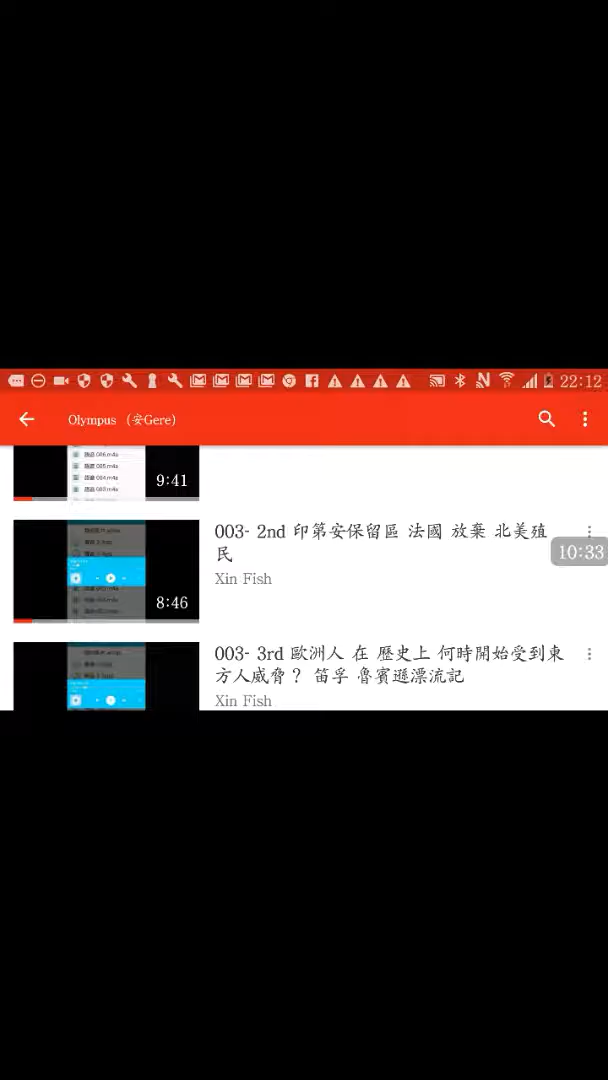 22:12
Olympus (安Gere)
9:41
003- 2nd 印第安保留區 法國 放棄 北美殖
民
10:33
Xin Fish
8:46
003- 3rd 歐洲人 在 歷史上 何時開始受到東
方人威脅？ 笛孚 魯賓遜漂流記
Xin Fish